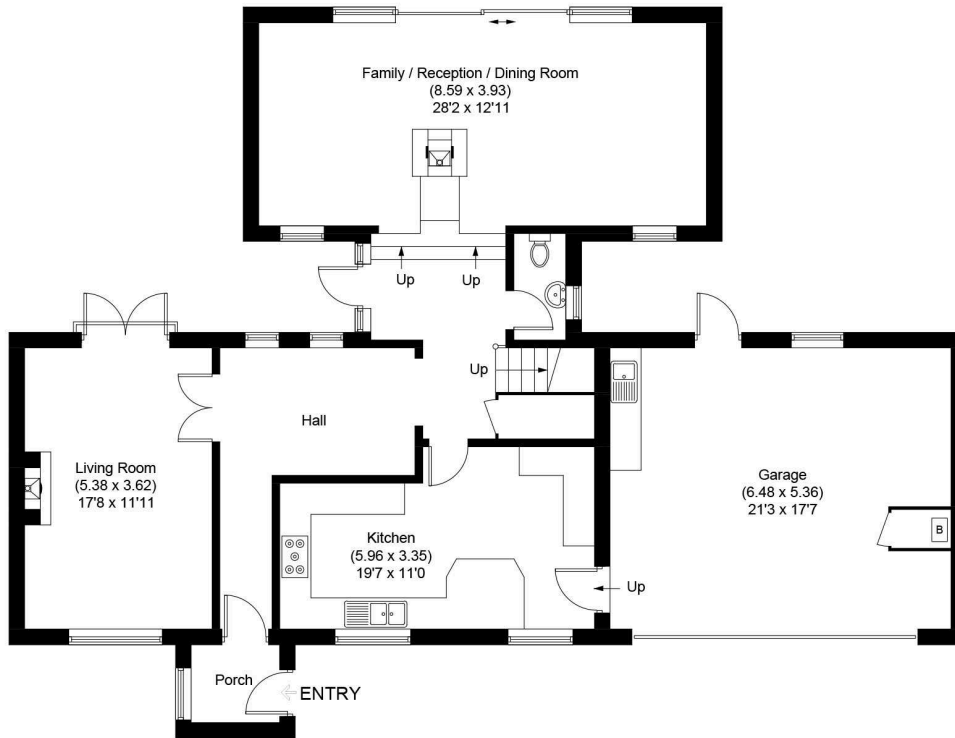 Family / Reception / Dining Room
(8.59 x 3.93)
28'2 x 12'11
Up
Up
Up
Hall
Living Room
(5.38 x 3.62)
17'8 x 11'11
Kitchen
(5.96 x 3.35)
19'7 x 11'0
Garage
(6.48 x 5.36)
21'3 x 17'7
B
Up
Porch
ENTRY